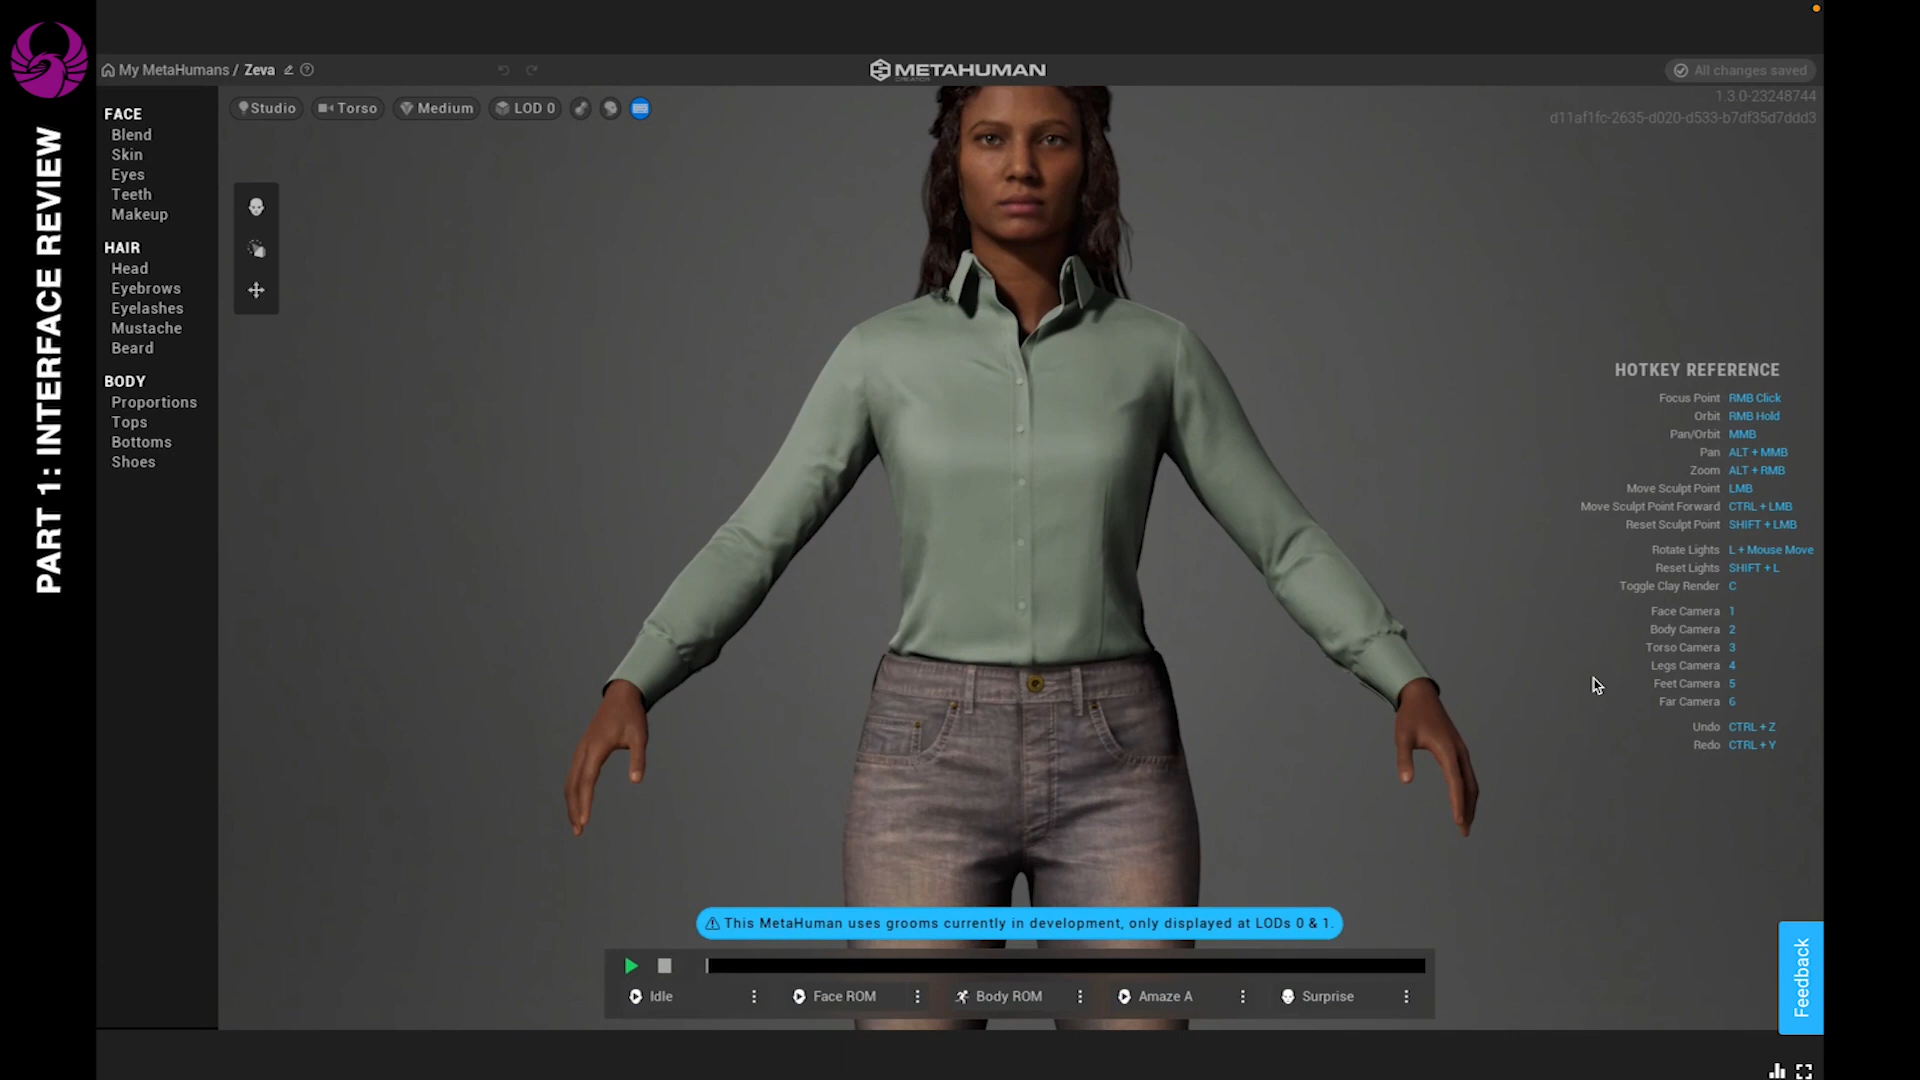 PART 1: INTERFACE REVIEW
My MetaHumans / Zeva
METAHUMAN
CREATOR
All changes saved
1.3.0-23248744
d11af1fc-2635-d020-d533-b7df35d7ddd3
Studio
Torso
Medium
LOD 0
FACE
Blend
Skin
Eyes
Teeth
Makeup
HAIR
Head
Eyebrows
Eyelashes
Mustache
Beard
BODY
Proportions
Tops
Bottoms
Shoes
HOTKEY REFERENCE
Focus Point RMB Click
Orbit RMB Hold
Pan/Orbit MMB
Pan ALT + MMB
Zoom ALT + RMB
Move Sculpt Point LMB
Move Sculpt Point Forward CTRL + LMB
Reset Sculpt Point SHIFT + LMB
Rotate Lights L + Mouse Move
Reset Lights SHIFT + L
Toggle Clay Render C
Face Camera 1
Body Camera 2
Torso Camera 3
Legs Camera 4
Feet Camera 5
Far Camera 6
Undo CTRL + Z
Redo CTRL + Y
This MetaHuman uses grooms currently in development, only displayed at LODs 0 & 1.
Idle
Face ROM
Body ROM
Amaze A
Surprise
Feedback